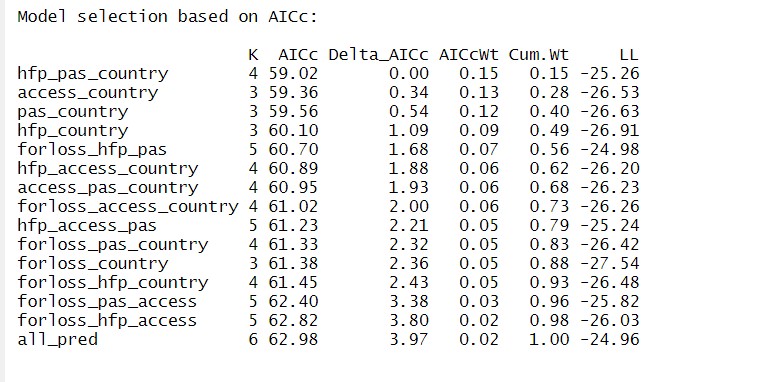 Model selection based on AICc:
K AICc Delta_AICc AICcWt Cum.Wt LL
hfp_pas_country 4 59.02 0.00 0.15 0.15 -25.26
access_country 3 59.36 0.34 0.13 0.28 -26.53
pas_country 3 59.56 0.54 0.12 0.40 -26.63
hfp_country 3 60.10 1.09 0.09 0.49 -26.91
forloss_hfp_pas 5 60.70 1.68 0.07 0.56 -24.98
hfp_access_country 4 60.89 1.88 0.06 0.62 -26.20
access_pas_country 4 60.95 1.93 0.06 0.68 -26.23
forloss_access_country 4 61.02 2.00 0.06 0.73 -26.26
hfp_access_pas 5 61.23 2.21 0.05 0.79 -25.24
forloss_pas_country 4 61.33 2.32 0.05 0.83 -26.42
forloss_country 3 61.38 2.36 0.05 0.88 -27.54
forloss_hfp_country 4 61.45 2.43 0.05 0.93 -26.48
forloss_pas_access 5 62.40 3.38 0.03 0.96 -25.82
forloss_hfp_access 5 62.82 3.80 0.02 0.98 -26.03
all_pred 6 62.98 3.97 0.02 1.00 -24.96